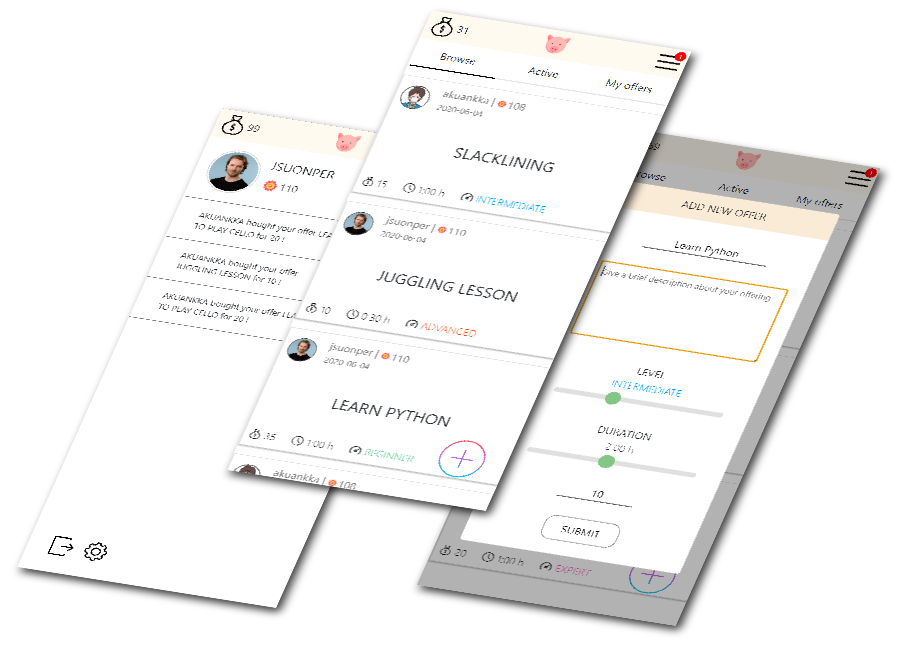 99
JSUONPER
110
AKUANKKA bought your offer LEA
TO PLAY CELLO for 20 !
AKUANKKA bought your offer
JUGGLING LESSON for 10 !
AKUANKKA bought your offer LEA
TO PLAY CELLO for 20 !
31
Browse Active My offers
akuankka | 108
2020-06-04
SLACKLINING
15 1:00 h INTERMEDIATE
jsuonper | 110
2020-06-04
JUGGLING LESSON
10 0:30 h ADVANCED
jsuonper | 110
2020-06-04
LEARN PYTHON
35 1:00 h BEGINNER
akuankka | 108
rowse Active My offers
ADD NEW OFFER
Learn Python
Give a brief description about your offering
LEVEL
INTERMEDIATE
DURATION
2:00 h
10
SUBMIT
20 1:00 h EXPERT